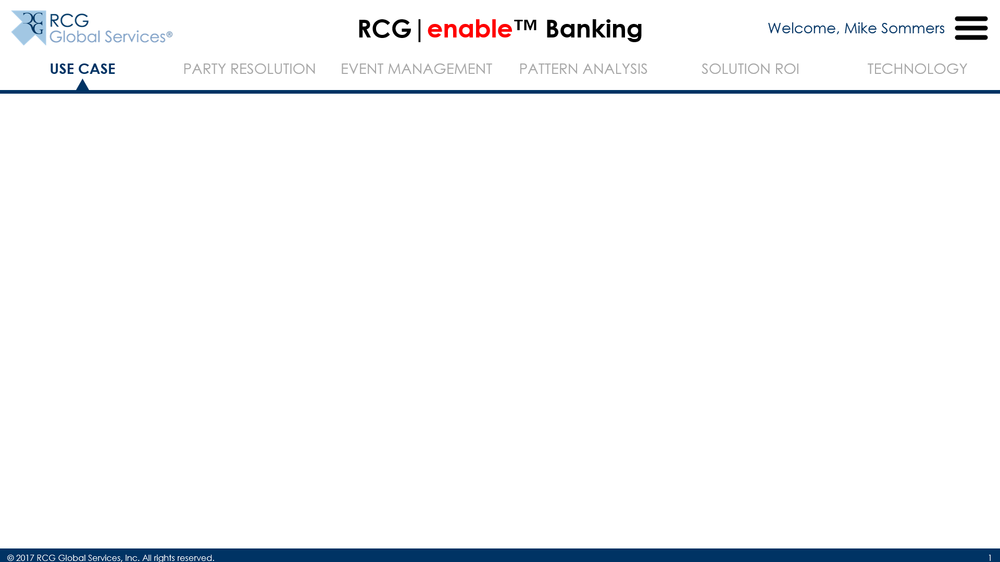 RCG
Global Services®
RCG|enable™ Banking
Welcome, Mike Sommers
USE CASE
PARTY RESOLUTION
EVENT MANAGEMENT
PATTERN ANALYSIS
SOLUTION ROI
TECHNOLOGY
© 2017 RCG Global Services, Inc. All rights reserved.
1